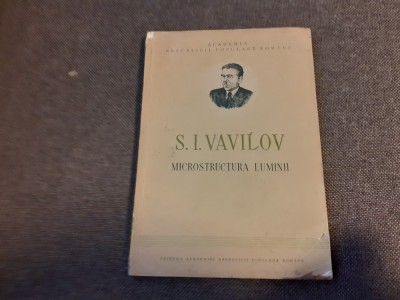 ACADEMIA
REPUBLICII POPULARE ROMÂNE
S. I. VAVILOV
MICROSTRUCTURA LUMINII
EDITURA ACADEMIEI REPUBLICII POPULARE ROMÂNE